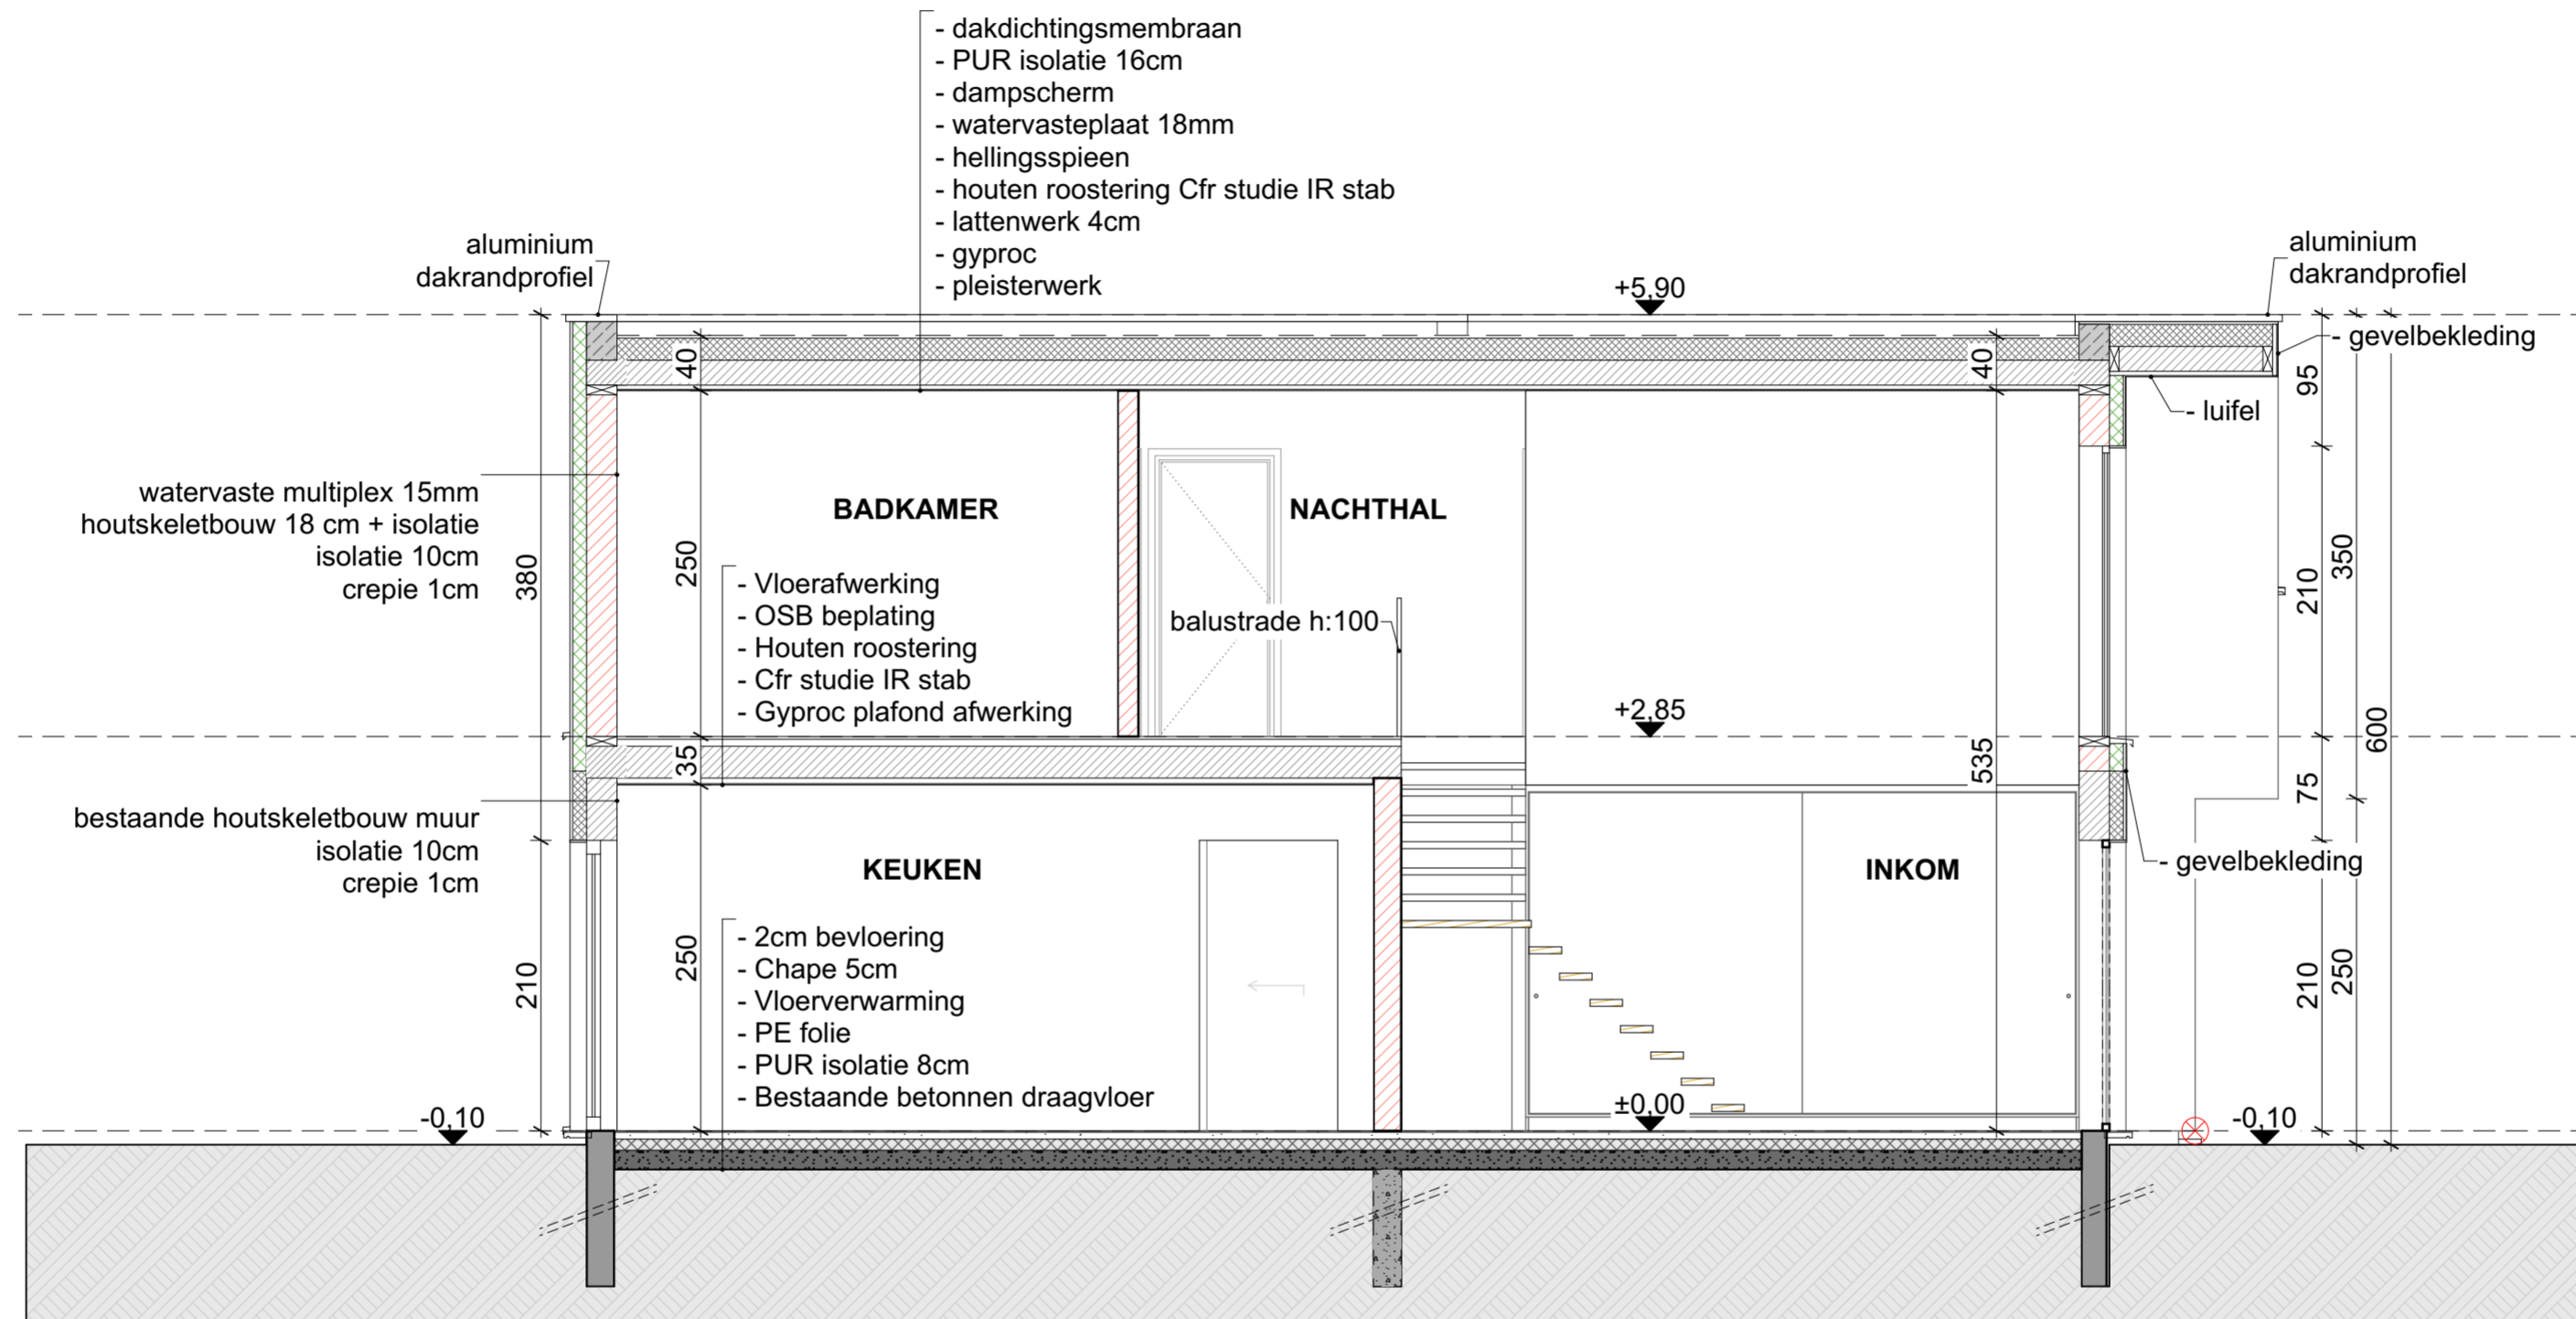 - dakdichtingsmembraan
- PUR isolatie 16cm
- dampscherm
- watervasteplaat 18mm
- hellingsspieen
- houten roostering Cfr studie IR stab
- lattenwerk 4cm
- gyproc
- pleisterwerk
aluminium
dakrandprofiel
+5,90
aluminium
dakrandprofiel
- gevelbekleding
40
40
95
- luifel
watervaste multiplex 15mm
houtskeletbouw 18 cm + isolatie
isolatie 10cm
crepie 1cm
380
250
BADKAMER
NACHTHAL
- Vloerafwerking
- OSB beplating
- Houten roostering
- Cfr studie IR stab
- Gyproc plafond afwerking
balustrade h:100
210
350
+2,85
600
35
535
75
bestaande houtskeletbouw muur
isolatie 10cm
crepie 1cm
KEUKEN
INKOM
- gevelbekleding
210
250
- 2cm bevloering
- Chape 5cm
- Vloerverwarming
- PE folie
- PUR isolatie 8cm
- Bestaande betonnen draagvloer
210
250
-0,10
±0,00
-0,10